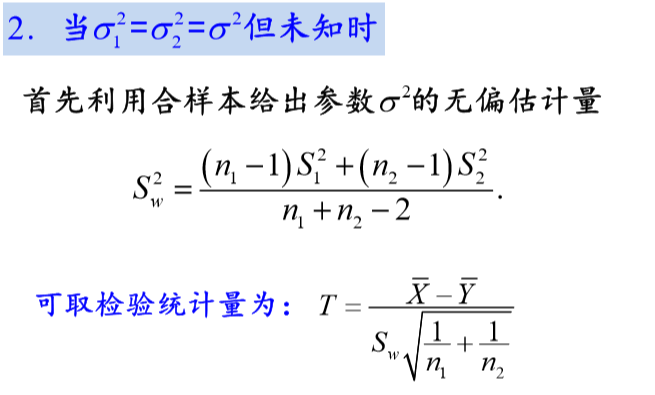 2. 当σ₁²=σ₂²=σ²但未知时
首先利用合样本给出参数σ²的无偏估计量
S_w² = ((n₁ −1)S₁² +(n₂ −1)S₂²) / (n₁ +n₂ −2).
可取检验统计量为: T = (X̄ − Ȳ) / (S_w √(1/n₁ + 1/n₂))